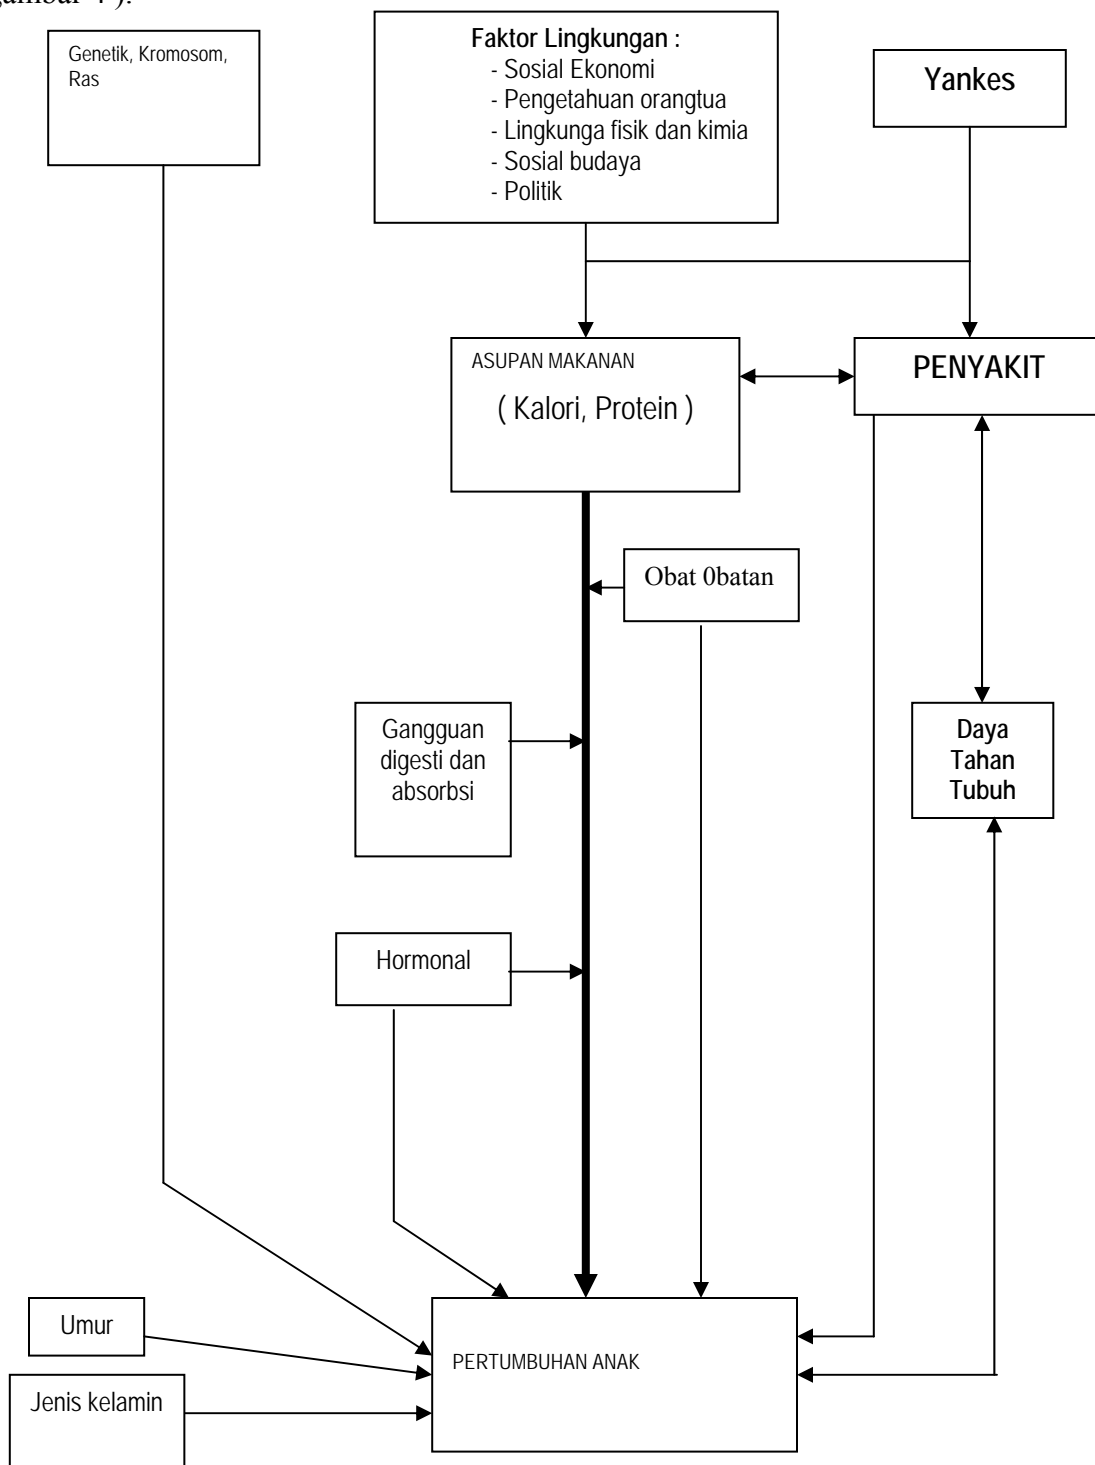 gambar 4 ).
Genetik, Kromosom,
Ras
Faktor Lingkungan :
- Sosial Ekonomi
- Pengetahuan orangtua
- Lingkunga fisik dan kimia
- Sosial budaya
- Politik
Yankes
ASUPAN MAKANAN
( Kalori, Protein )
PENYAKIT
Obat 0batan
Gangguan
digesti dan
absorbsi
Daya
Tahan
Tubuh
Hormonal
Umur
PERTUMBUHAN ANAK
Jenis kelamin